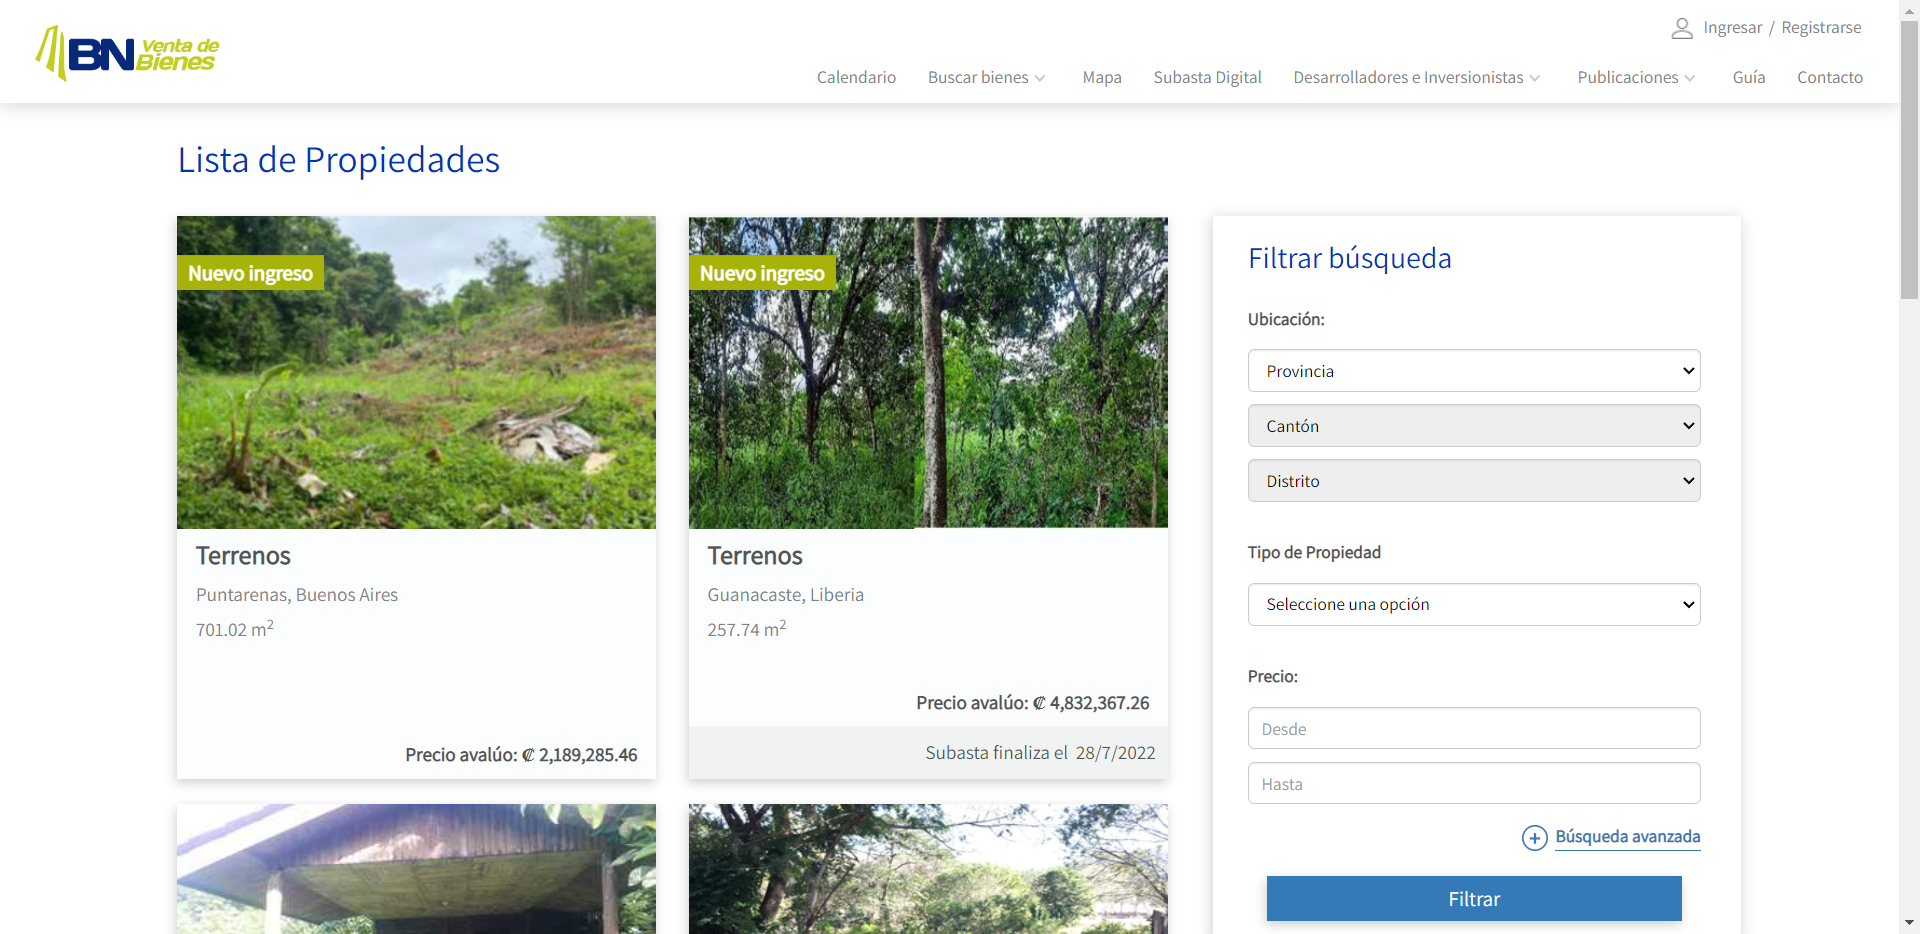 BN Venta de Bienes
Ingresar / Registrarse
Calendario
Buscar bienes
Mapa
Subasta Digital
Desarrolladores e Inversionistas
Publicaciones
Guía
Contacto
Lista de Propiedades
Nuevo ingreso
Terrenos
Puntarenas, Buenos Aires
701.02 m²
Precio avalúo: ₡ 2,189,285.46
Nuevo ingreso
Terrenos
Guanacaste, Liberia
257.74 m²
Precio avalúo: ₡ 4,832,367.26
Subasta finaliza el 28/7/2022
Filtrar búsqueda
Ubicación:
Provincia
Cantón
Distrito
Tipo de Propiedad
Seleccione una opción
Precio:
Desde
Hasta
Búsqueda avanzada
Filtrar